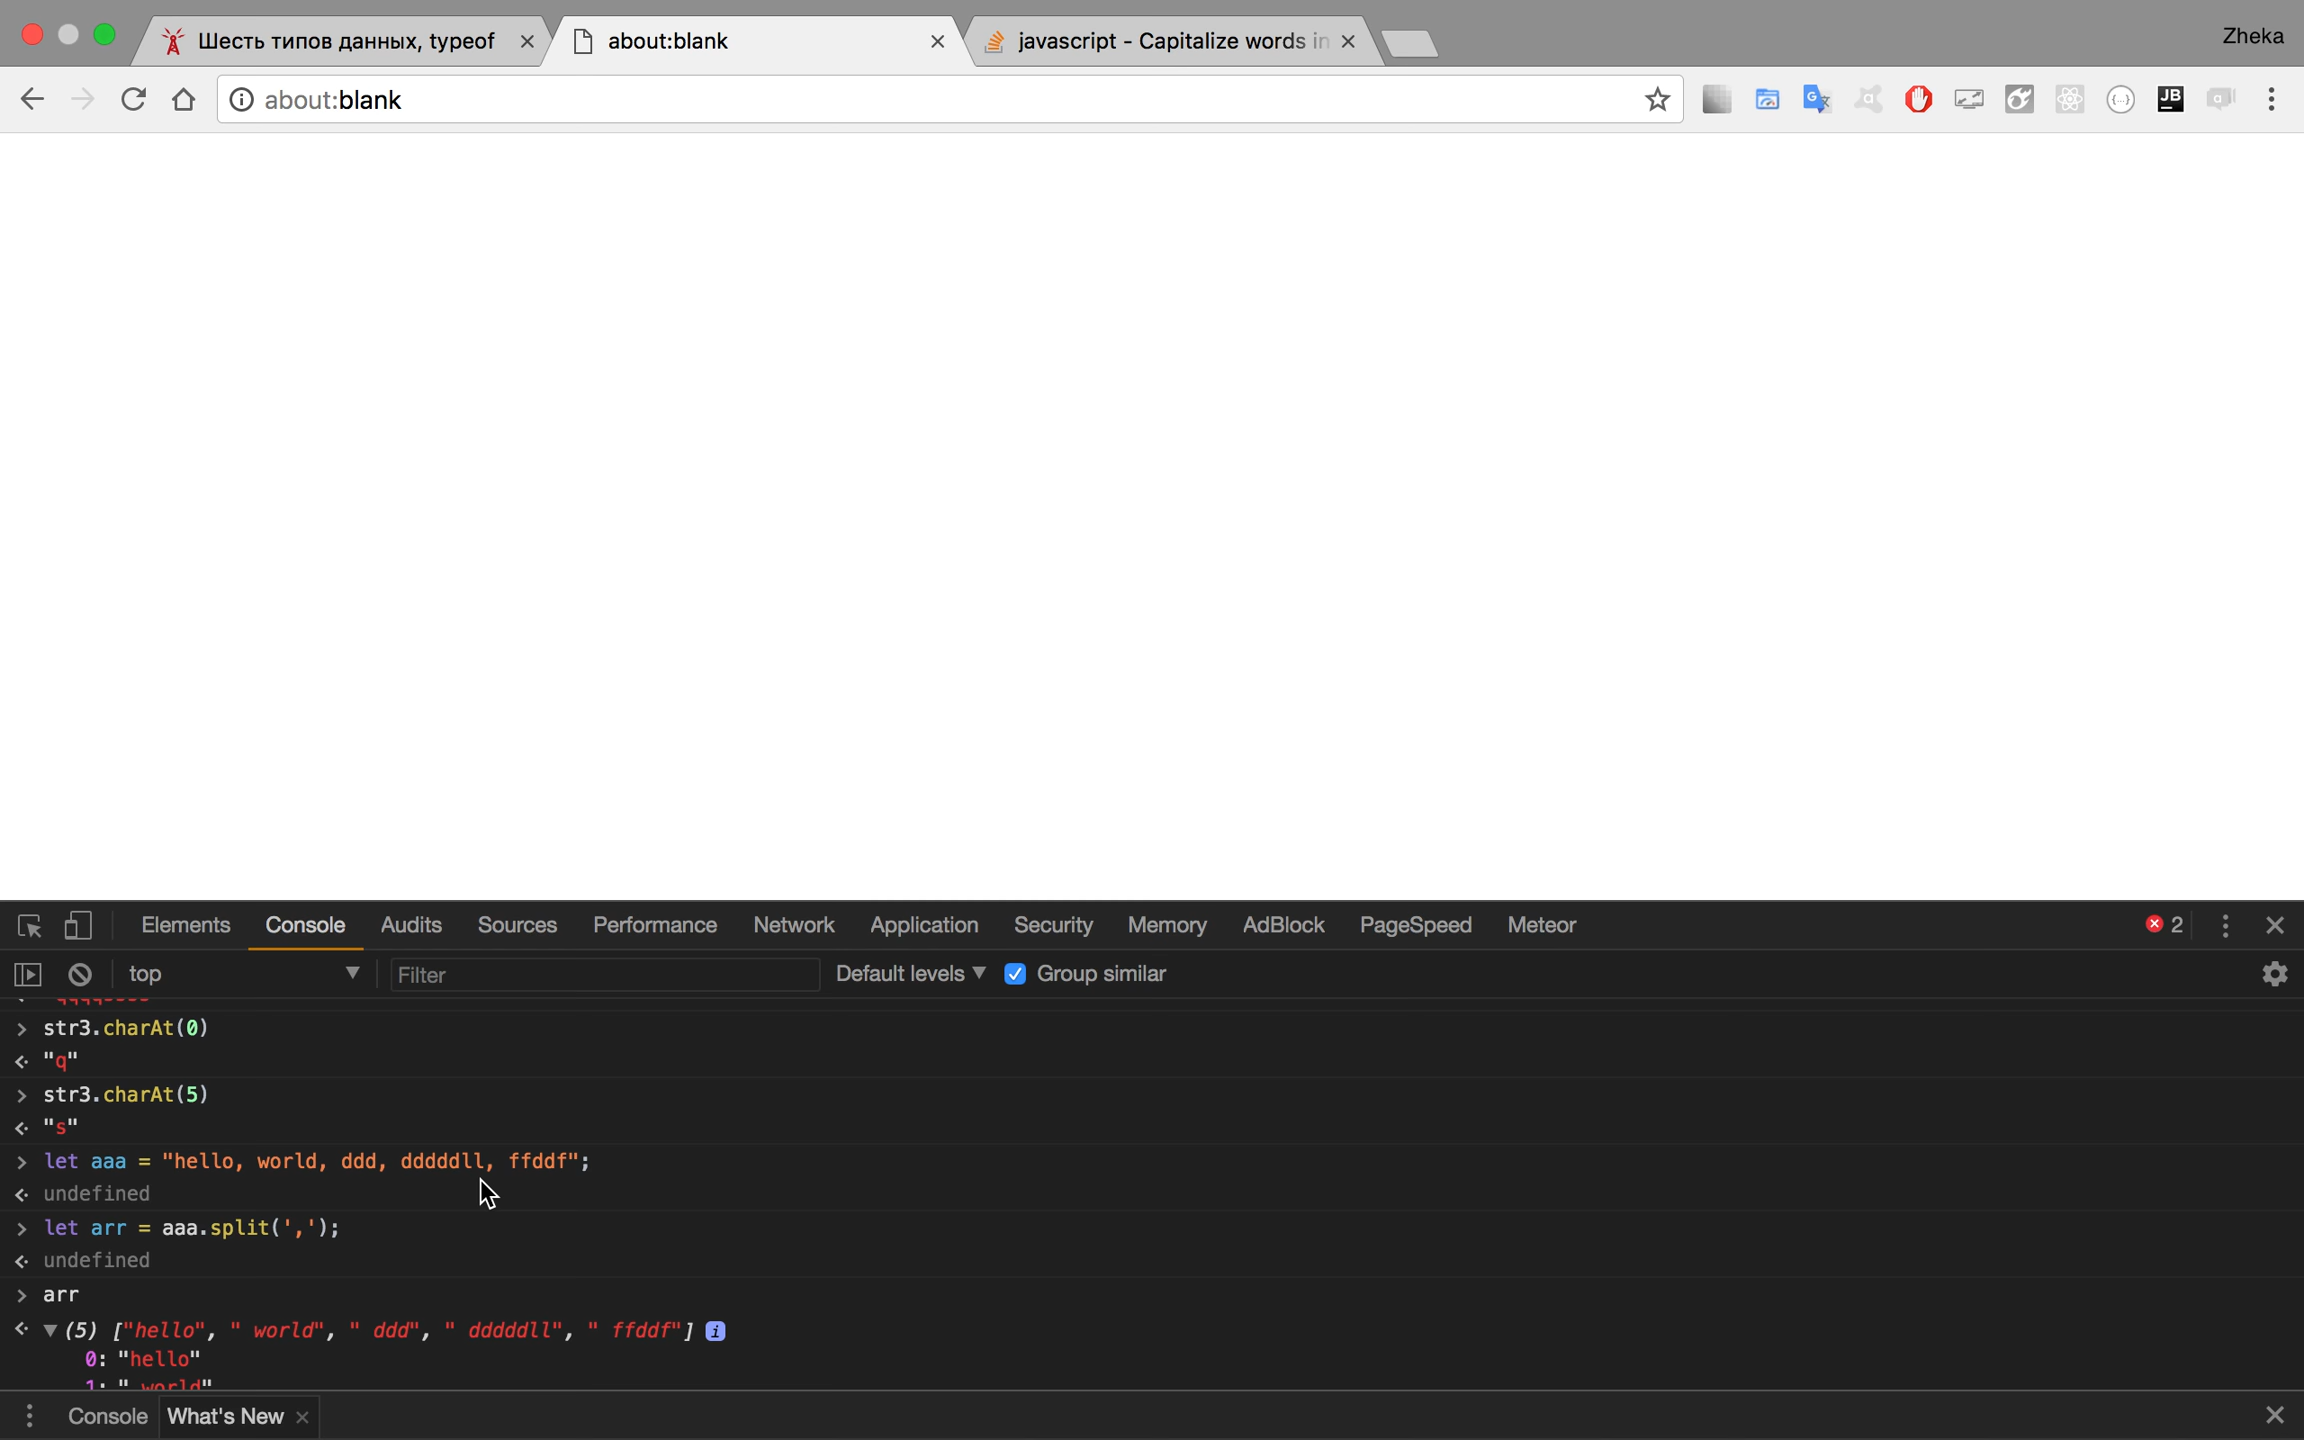 Шесть типов данных, typeof
about:blank
javascript - Capitalize words in
Zheka
about:blank
JB
Elements Console Audits Sources Performance Network Application Security Memory AdBlock PageSpeed Meteor 2
top Filter Default levels Group similar
> str3.charAt(0)
"q"
> str3.charAt(5)
"s"
> let aaa = "hello, world, ddd, dddddll, ffddf";
undefined
> let arr = aaa.split(',');
undefined
> arr
(5) ["hello", " world", " ddd", " dddddll", " ffddf"] i
0: "hello"
1: " world"
Console What's New